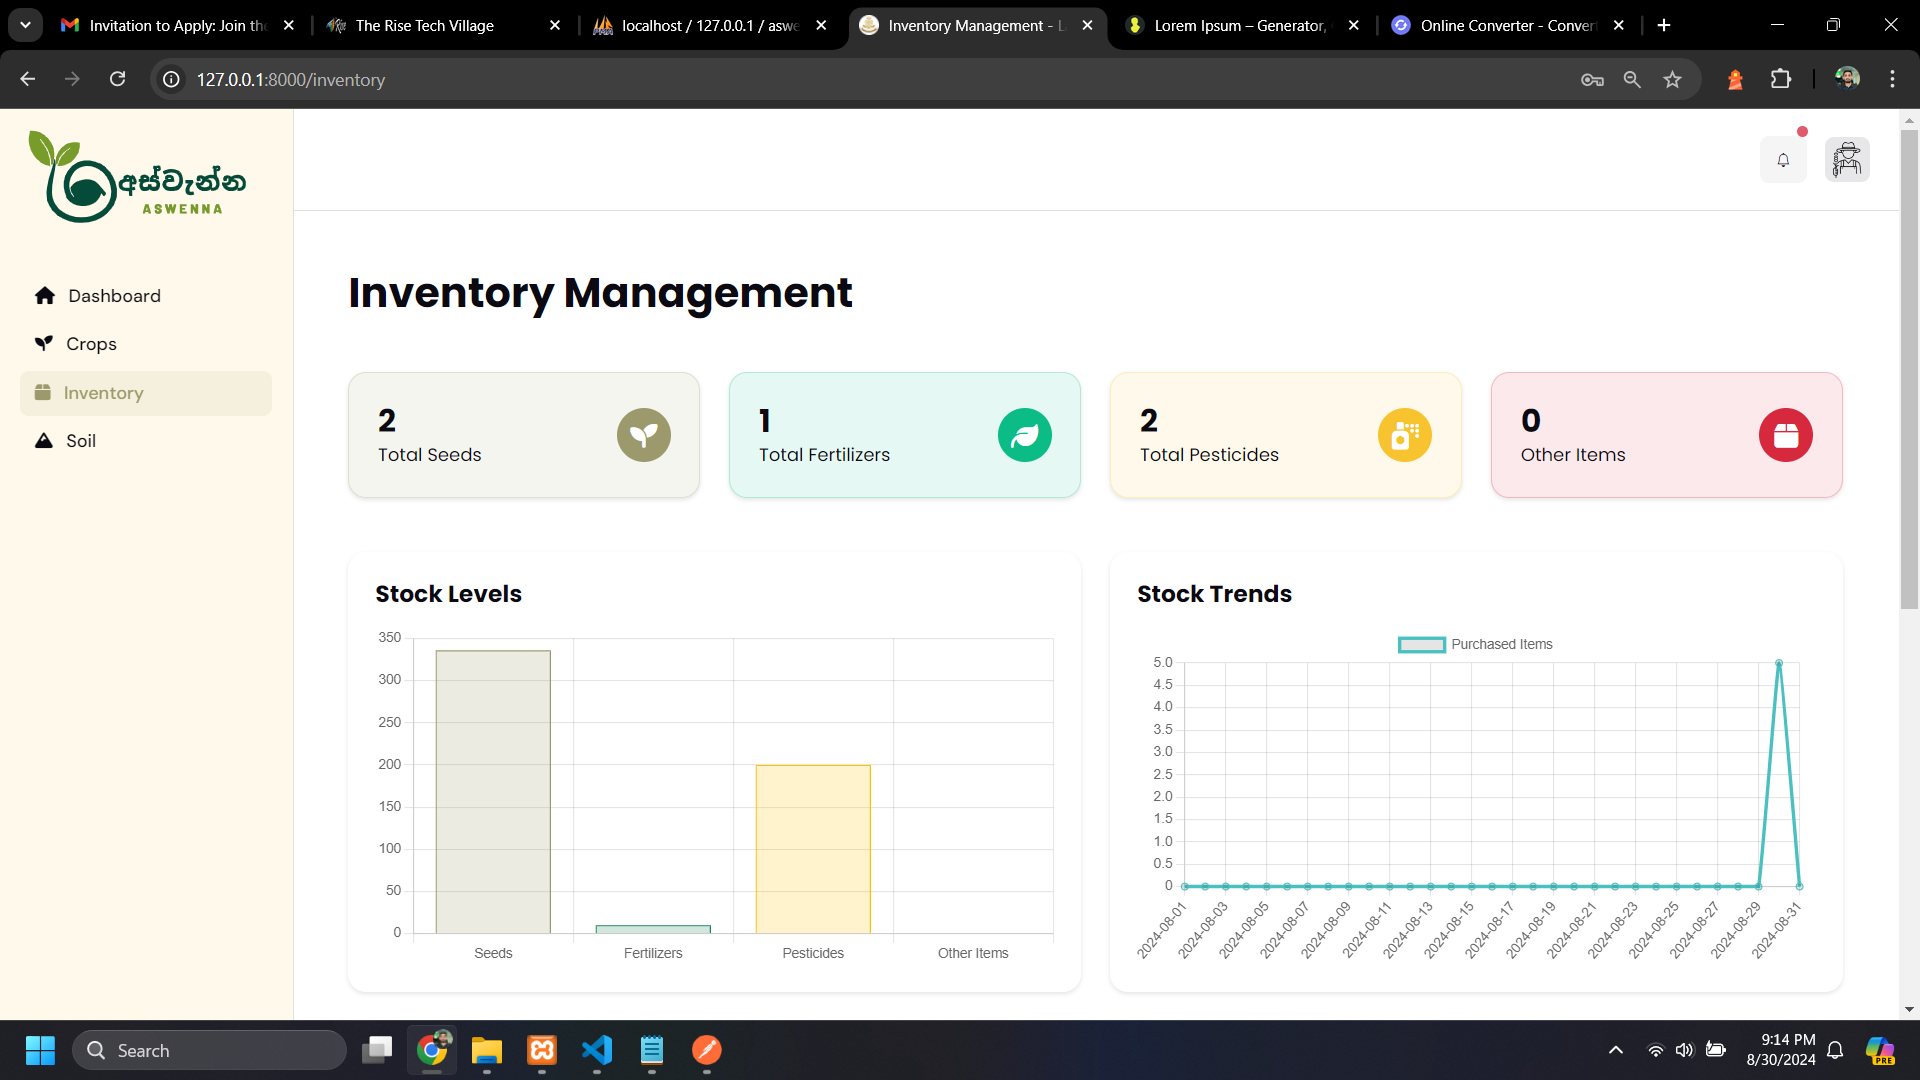 Invitation to Apply: Join the
The Rise Tech Village
localhost / 127.0.0.1 / aswe
Inventory Management - L
Lorem Ipsum – Generator,
Online Converter - Conver
127.0.0.1:8000/inventory
අස්වැන්න
ASWENNA
Dashboard
Crops
Inventory
Soil
Inventory Management
2
Total Seeds
1
Total Fertilizers
2
Total Pesticides
0
Other Items
Stock Levels
350
300
250
200
150
100
50
0
Seeds
Fertilizers
Pesticides
Other Items
Stock Trends
Purchased Items
5.0
4.5
4.0
3.5
3.0
2.5
2.0
1.5
1.0
0.5
0
2024-08-01
2024-08-03
2024-08-05
2024-08-07
2024-08-09
2024-08-11
2024-08-13
2024-08-15
2024-08-17
2024-08-19
2024-08-21
2024-08-23
2024-08-25
2024-08-27
2024-08-29
2024-08-31
Search
9:14 PM
8/30/2024
PRE